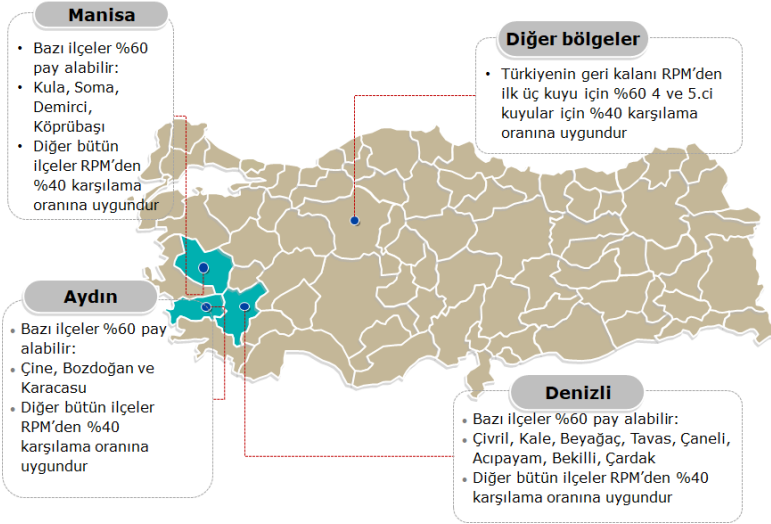 Manisa
• Bazı ilçeler %60
pay alabilir:
• Kula, Soma,
Demirci,
Köprübaşı
• Diğer bütün
ilçeler RPM’den
%40 karşılama
oranına uygundur
Diğer bölgeler
• Türkiyenin geri kalanı RPM’den
ilk üç kuyu için %60 4 ve 5.ci
kuyular için %40 karşılama
oranına uygundur
Aydın
• Bazı ilçeler %60 pay
alabilir:
• Çine, Bozdoğan ve
Karacasu
• Diğer bütün ilçeler
RPM’den %40
karşılama oranına
uygundur
Denizli
• Bazı ilçeler %60 pay alabilir:
• Çivril, Kale, Beyağaç, Tavas, Çaneli,
Acıpayam, Bekilli, Çardak
• Diğer bütün ilçeler RPM’den %40
karşılama oranına uygundur